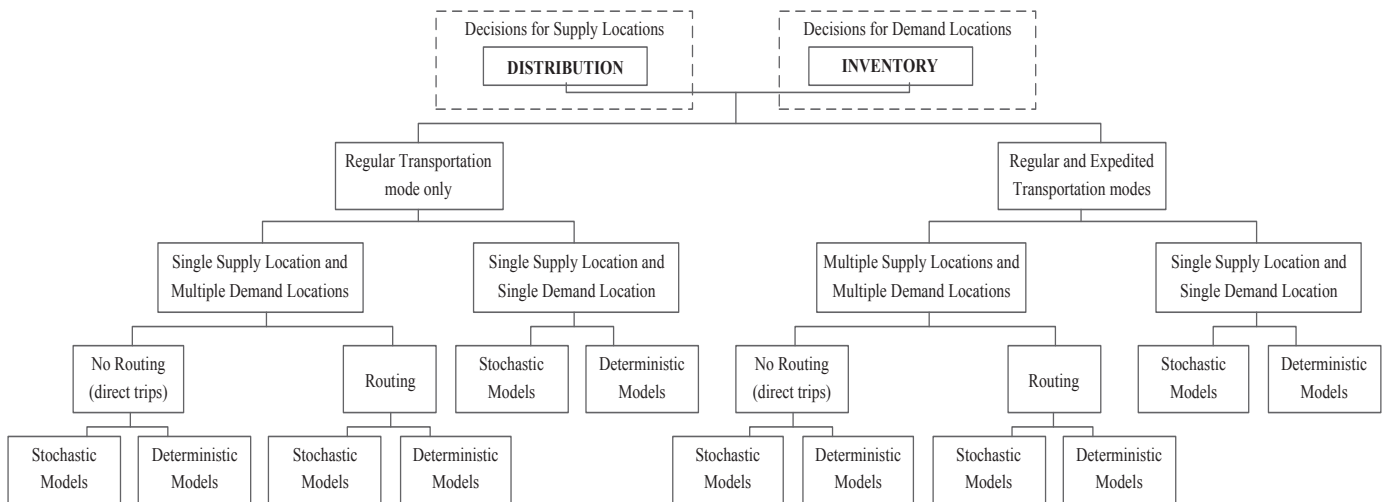 Decisions for Supply Locations
DISTRIBUTION
Decisions for Demand Locations
INVENTORY
Regular Transportation
mode only
Regular and Expedited
Transportation modes
Single Supply Location and
Multiple Demand Locations
Single Supply Location and
Single Demand Location
Multiple Supply Locations and
Multiple Demand Locations
Single Supply Location and
Single Demand Location
No Routing
(direct trips)
Routing
Stochastic
Models
Deterministic
Models
No Routing
(direct trips)
Routing
Stochastic
Models
Deterministic
Models
Stochastic
Models
Deterministic
Models
Stochastic
Models
Deterministic
Models
Stochastic
Models
Deterministic
Models
Stochastic
Models
Deterministic
Models